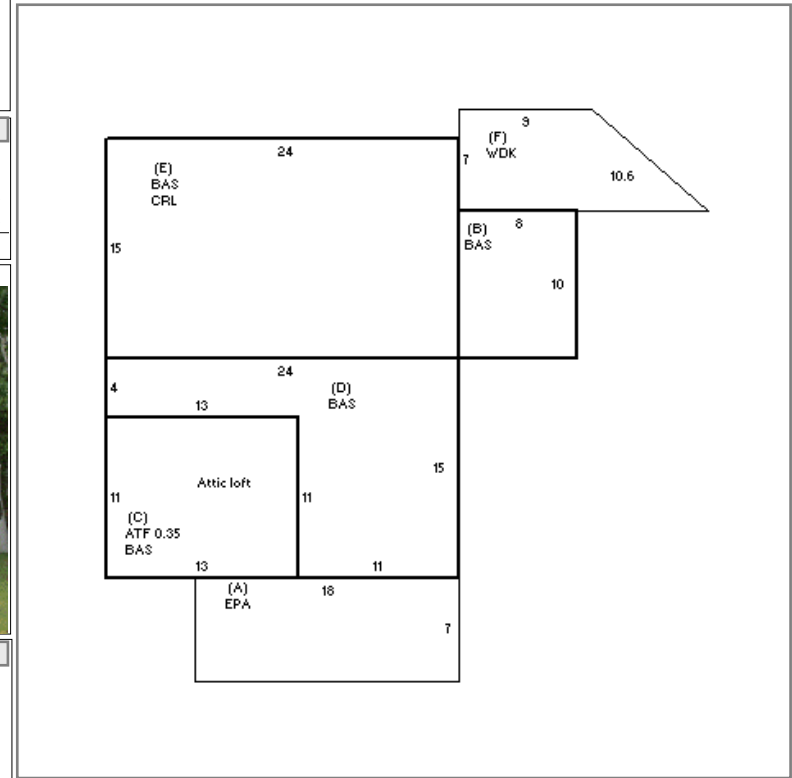 9
(F)
WDK
7
10.6
24
(E)
BAS
CRL
8
(B)
BAS
15
10
24
4
(D)
BAS
13
15
Attic loft
11
11
(C)
ATF 0.35
BAS
13
11
(A)
EPA
18
7